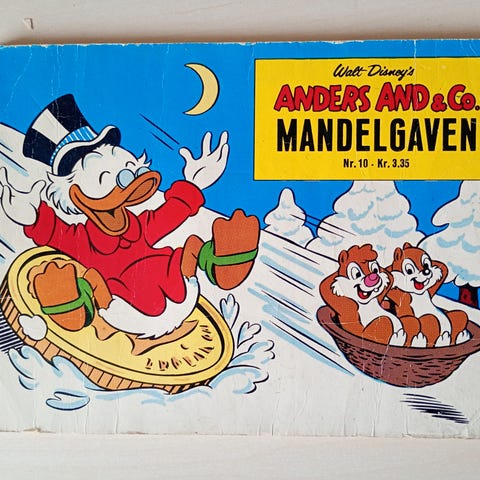 Walt Disney's
ANDERS AND & Co.
MANDELGAVEN
Nr. 10 - Kr. 3.35